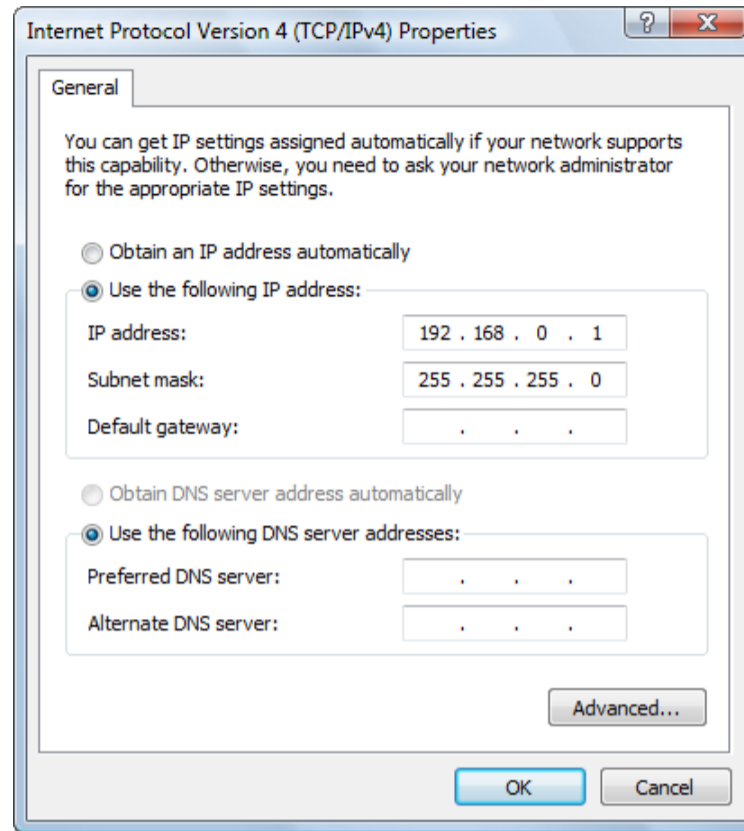 Internet Protocol Version 4 (TCP/IPv4) Properties
?
X
General
You can get IP settings assigned automatically if your network supports
this capability. Otherwise, you need to ask your network administrator
for the appropriate IP settings.
Obtain an IP address automatically
Use the following IP address:
IP address: 192 . 168 . 0 . 1
Subnet mask: 255 . 255 . 255 . 0
Default gateway: . . .
Obtain DNS server address automatically
Use the following DNS server addresses:
Preferred DNS server: . . .
Alternate DNS server: . . .
Advanced...
OK Cancel